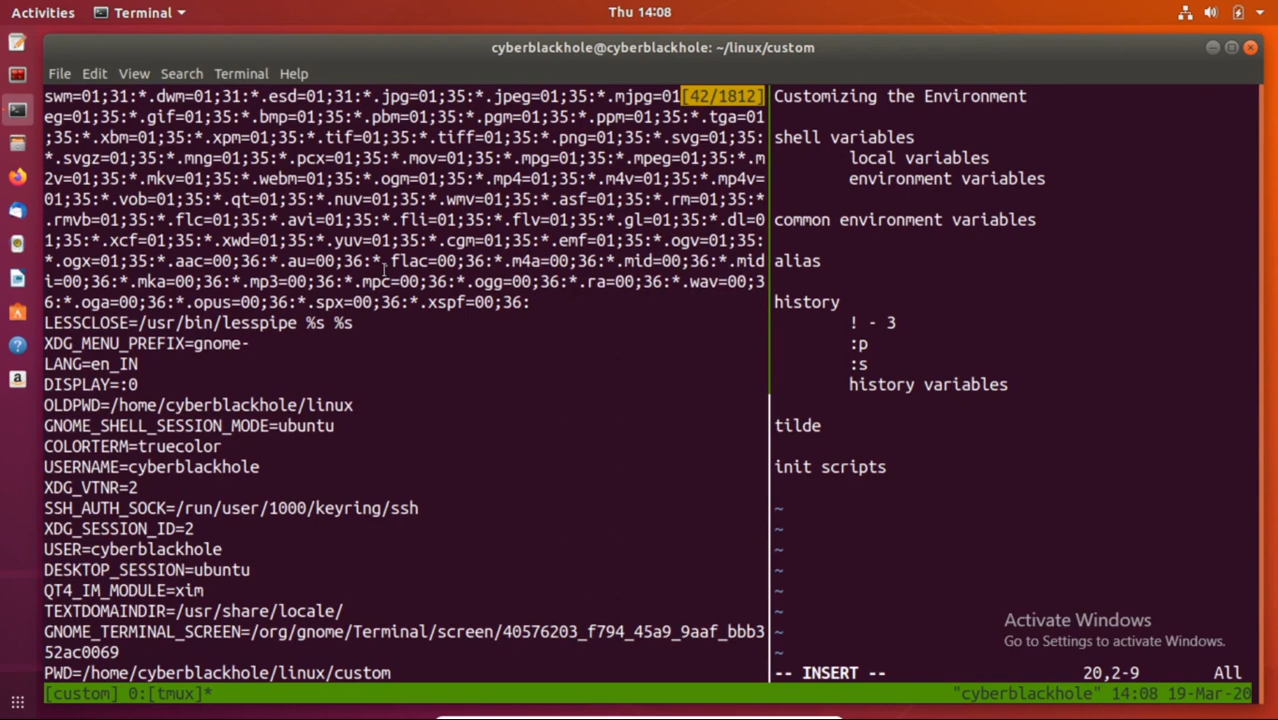 Activities Terminal Thu 14:08
cyberblackhole@cyberblackhole: ~/linux/custom
File Edit View Search Terminal Help
swm=01;31:*.dwm=01;31:*.esd=01;31:*.jpg=01;35:*.jpeg=01;35:*.mjpg=01[42/1812]
eg=01;35:*.gif=01;35:*.bmp=01;35:*.pbm=01;35:*.pgm=01;35:*.ppm=01;35:*.tga=01
;35:*.xbm=01;35:*.xpm=01;35:*.tif=01;35:*.tiff=01;35:*.png=01;35:*.svg=01;35:
*.svgz=01;35:*.mng=01;35:*.pcx=01;35:*.mov=01;35:*.mpg=01;35:*.mpeg=01;35:*.m
2v=01;35:*.mkv=01;35:*.webm=01;35:*.ogm=01;35:*.mp4=01;35:*.m4v=01;35:*.mp4v=
01;35:*.vob=01;35:*.qt=01;35:*.nuv=01;35:*.wmv=01;35:*.asf=01;35:*.rm=01;35:*
.rmvb=01;35:*.flc=01;35:*.avi=01;35:*.fli=01;35:*.flv=01;35:*.gl=01;35:*.dl=0
1;35:*.xcf=01;35:*.xwd=01;35:*.yuv=01;35:*.cgm=01;35:*.emf=01;35:*.ogv=01;35:
*.ogx=01;35:*.aac=00;36:*.au=00;36:*.flac=00;36:*.m4a=00;36:*.mid=00;36:*.mid
i=00;36:*.mka=00;36:*.mp3=00;36:*.mpc=00;36:*.ogg=00;36:*.ra=00;36:*.wav=00;3
6:*.oga=00;36:*.opus=00;36:*.spx=00;36:*.xspf=00;36:
LESSCLOSE=/usr/bin/lesspipe %s %s
XDG_MENU_PREFIX=gnome-
LANG=en_IN
DISPLAY=:0
OLDPWD=/home/cyberblackhole/linux
GNOME_SHELL_SESSION_MODE=ubuntu
COLORTERM=truecolor
USERNAME=cyberblackhole
XDG_VTNR=2
SSH_AUTH_SOCK=/run/user/1000/keyring/ssh
XDG_SESSION_ID=2
USER=cyberblackhole
DESKTOP_SESSION=ubuntu
QT4_IM_MODULE=xim
TEXTDOMAINDIR=/usr/share/locale/
GNOME_TERMINAL_SCREEN=/org/gnome/Terminal/screen/40576203_f794_45a9_9aaf_bbb3
52ac0069
PWD=/home/cyberblackhole/linux/custom
Customizing the Environment
shell variables
local variables
environment variables
common environment variables
alias
history
! - 3
:p
:s
history variables
tilde
init scripts
~
~
~
~
~
~
~
~
Activate Windows
Go to Settings to activate Windows.
-- INSERT -- 20,2-9 All
[custom] 0:[tmux]* "cyberblackhole" 14:08 19-Mar-20